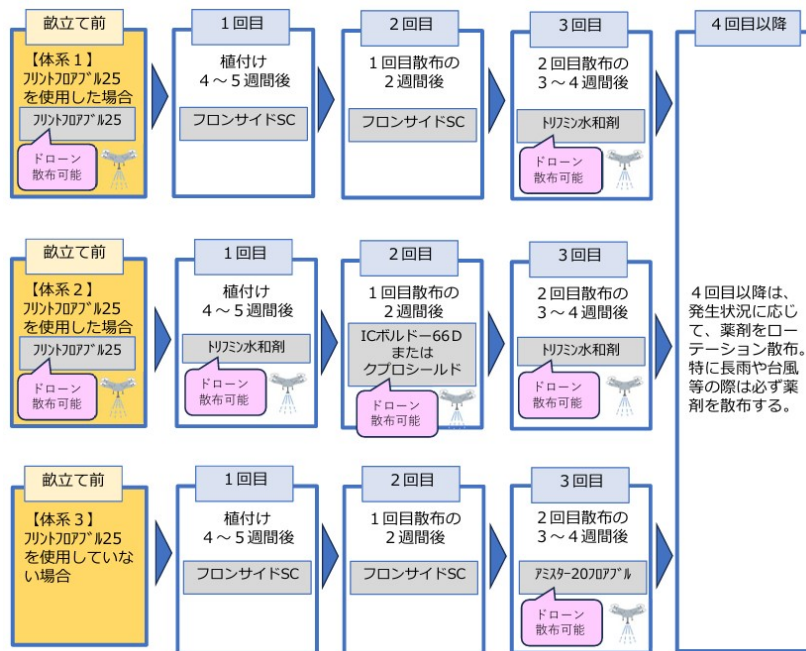 畝立て前
1回目
2回目
3回目
4回目以降
【体系1】
フリントフロアブル25
を使用した場合
フリントフロアブル25
ドローン
散布可能
植付け
4～5週間後
フロンサイドSC
1回目散布の
2週間後
フロンサイドSC
2回目散布の
3～4週間後
トリフミン水和剤
ドローン
散布可能
畝立て前
1回目
2回目
3回目
【体系2】
フリントフロアブル25
を使用した場合
フリントフロアブル25
ドローン
散布可能
植付け
4～5週間後
トリフミン水和剤
ドローン
散布可能
1回目散布の
2週間後
ICボルドー66D
または
クプロシールド
ドローン
散布可能
2回目散布の
3～4週間後
トリフミン水和剤
ドローン
散布可能
4回目以降は、
発生状況に応じ
て、薬剤をロー
テーション散布。
特に長雨や台風
等の際は必ず薬
剤を散布する。
畝立て前
1回目
2回目
3回目
【体系3】
フリントフロアブル25
を使用していな
い場合
植付け
4～5週間後
フロンサイドSC
1回目散布の
2週間後
フロンサイドSC
2回目散布の
3～4週間後
アミスター20フロアブル
ドローン
散布可能